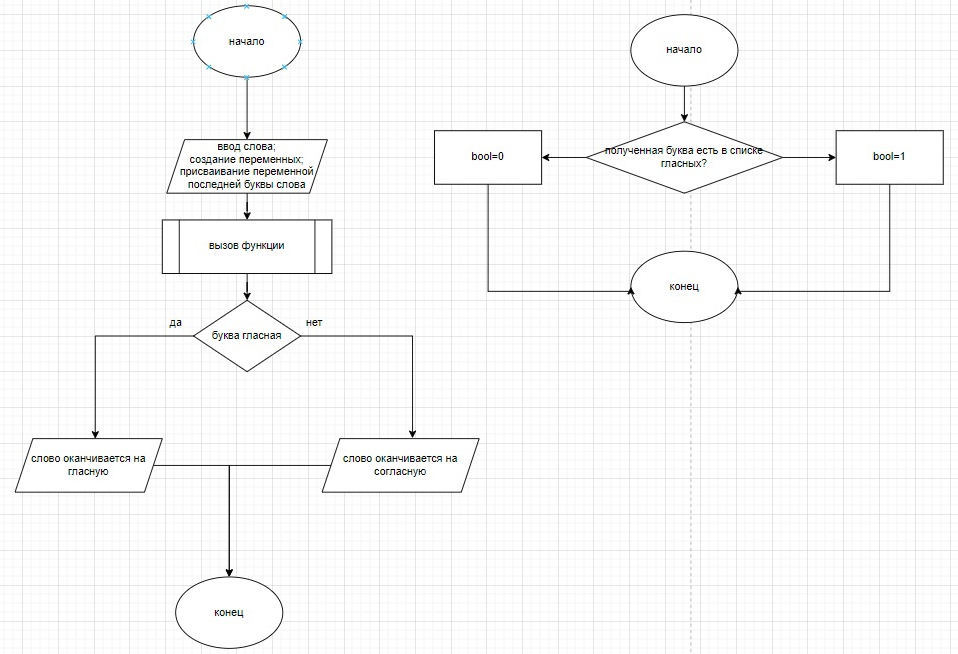 начало
ввод слова;
создание переменных;
присваивание переменной
последней буквы слова
вызов функции
буква гласная
да
нет
слово оканчивается на
гласную
слово оканчивается на
согласную
конец
начало
полученная буква есть в списке
гласных?
bool=0
bool=1
конец